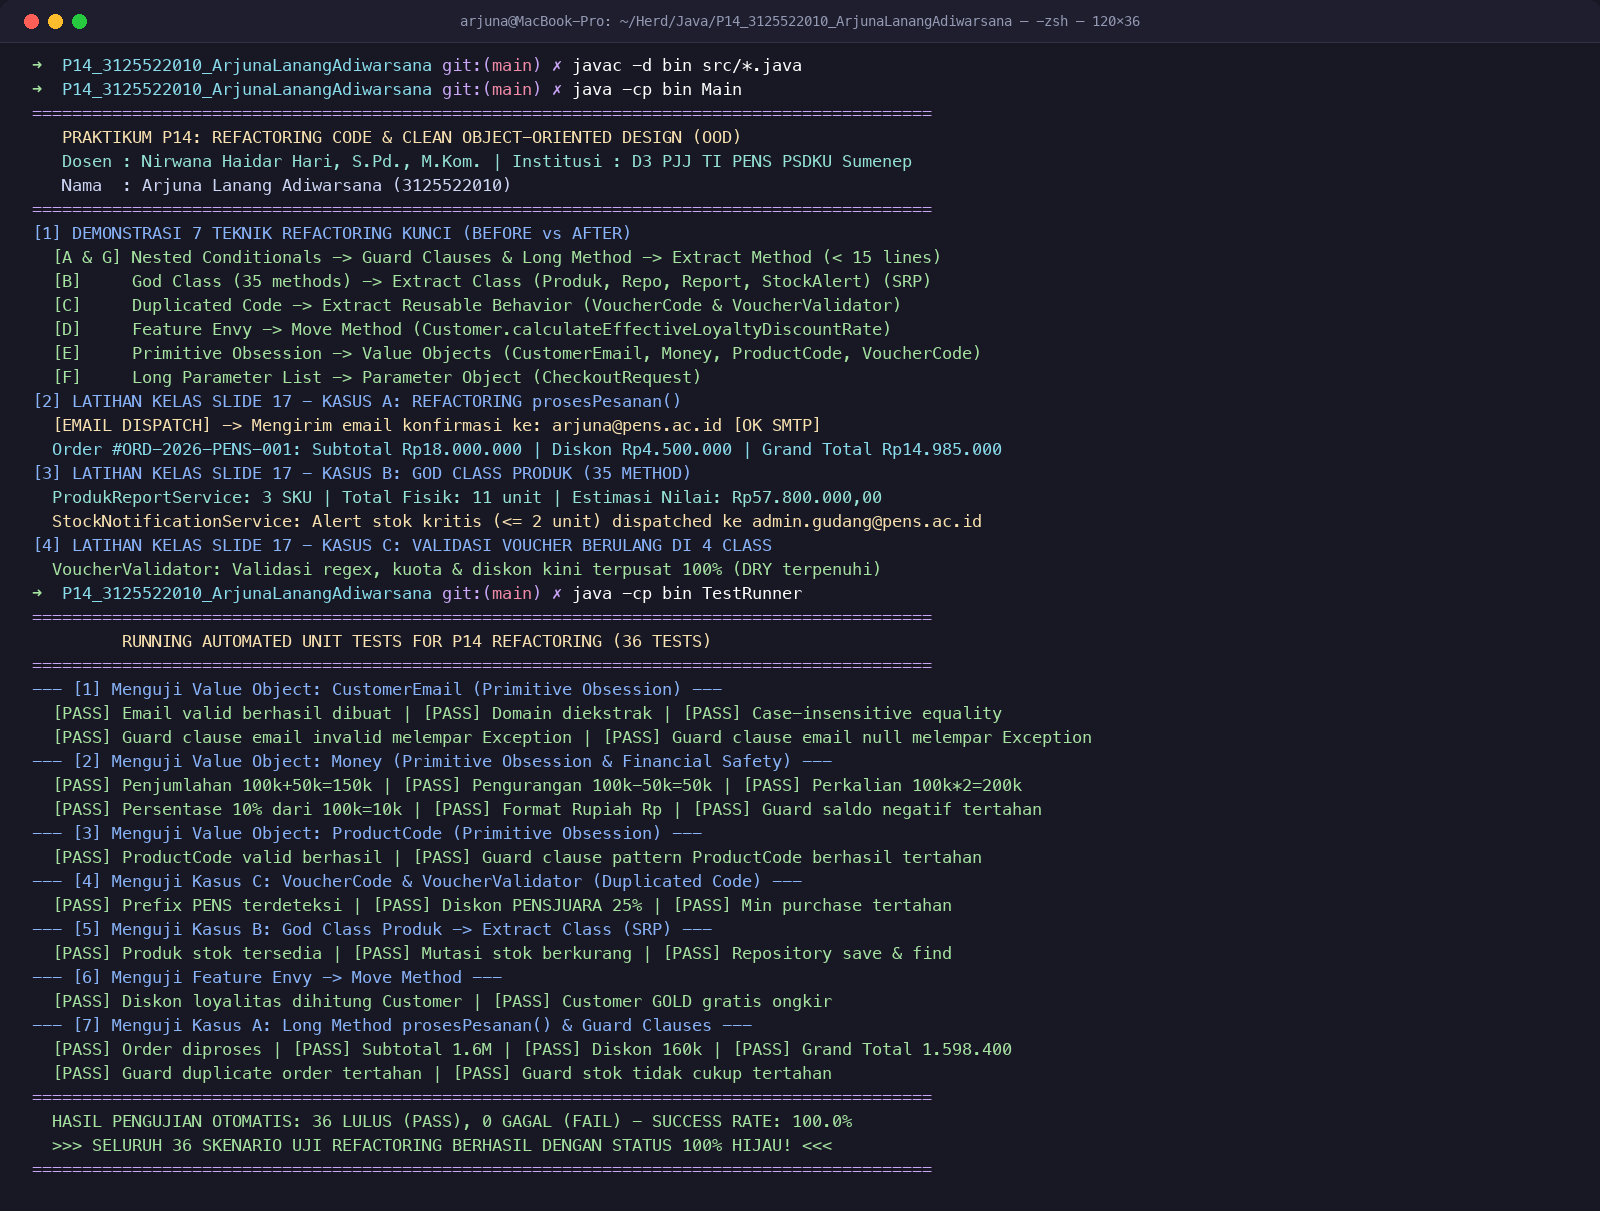 arjuna@MacBook-Pro: ~/Herd/Java/P14_3125522010_ArjunaLanangAdiwarsana — -zsh — 120×36
➜  P14_3125522010_ArjunaLanangAdiwarsana git:(main) ✗ javac -d bin src/*.java
➜  P14_3125522010_ArjunaLanangAdiwarsana git:(main) ✗ java -cp bin Main
==========================================================================================
   PRAKTIKUM P14: REFACTORING CODE & CLEAN OBJECT-ORIENTED DESIGN (OOD)
   Dosen : Nirwana Haidar Hari, S.Pd., M.Kom. | Institusi : D3 PJJ TI PENS PSDKU Sumenep
   Nama  : Arjuna Lanang Adiwarsana (3125522010)
==========================================================================================
[1] DEMONSTRASI 7 TEKNIK REFACTORING KUNCI (BEFORE vs AFTER)
  [A & G] Nested Conditionals -> Guard Clauses & Long Method -> Extract Method (< 15 lines)
  [B]     God Class (35 methods) -> Extract Class (Produk, Repo, Report, StockAlert) (SRP)
  [C]     Duplicated Code -> Extract Reusable Behavior (VoucherCode & VoucherValidator)
  [D]     Feature Envy -> Move Method (Customer.calculateEffectiveLoyaltyDiscountRate)
  [E]     Primitive Obsession -> Value Objects (CustomerEmail, Money, ProductCode, VoucherCode)
  [F]     Long Parameter List -> Parameter Object (CheckoutRequest)
[2] LATIHAN KELAS SLIDE 17 - KASUS A: REFACTORING prosesPesanan()
  [EMAIL DISPATCH] -> Mengirim email konfirmasi ke: arjuna@pens.ac.id [OK SMTP]
  Order #ORD-2026-PENS-001: Subtotal Rp18.000.000 | Diskon Rp4.500.000 | Grand Total Rp14.985.000
[3] LATIHAN KELAS SLIDE 17 - KASUS B: GOD CLASS PRODUK (35 METHOD)
  ProdukReportService: 3 SKU | Total Fisik: 11 unit | Estimasi Nilai: Rp57.800.000,00
  StockNotificationService: Alert stok kritis (<= 2 unit) dispatched ke admin.gudang@pens.ac.id
[4] LATIHAN KELAS SLIDE 17 - KASUS C: VALIDASI VOUCHER BERULANG DI 4 CLASS
  VoucherValidator: Validasi regex, kuota & diskon kini terpusat 100% (DRY terpenuhi)
➜  P14_3125522010_ArjunaLanangAdiwarsana git:(main) ✗ java -cp bin TestRunner
==========================================================================================
         RUNNING AUTOMATED UNIT TESTS FOR P14 REFACTORING (36 TESTS)
==========================================================================================
--- [1] Menguji Value Object: CustomerEmail (Primitive Obsession) ---
  [PASS] Email valid berhasil dibuat | [PASS] Domain diekstrak | [PASS] Case-insensitive equality
  [PASS] Guard clause email invalid melempar Exception | [PASS] Guard clause email null melempar Exception
--- [2] Menguji Value Object: Money (Primitive Obsession & Financial Safety) ---
  [PASS] Penjumlahan 100k+50k=150k | [PASS] Pengurangan 100k-50k=50k | [PASS] Perkalian 100k*2=200k
  [PASS] Persentase 10% dari 100k=10k | [PASS] Format Rupiah Rp | [PASS] Guard saldo negatif tertahan
--- [3] Menguji Value Object: ProductCode (Primitive Obsession) ---
  [PASS] ProductCode valid berhasil | [PASS] Guard clause pattern ProductCode berhasil tertahan
--- [4] Menguji Kasus C: VoucherCode & VoucherValidator (Duplicated Code) ---
  [PASS] Prefix PENS terdeteksi | [PASS] Diskon PENSJUARA 25% | [PASS] Min purchase tertahan
--- [5] Menguji Kasus B: God Class Produk -> Extract Class (SRP) ---
  [PASS] Produk stok tersedia | [PASS] Mutasi stok berkurang | [PASS] Repository save & find
--- [6] Menguji Feature Envy -> Move Method ---
  [PASS] Diskon loyalitas dihitung Customer | [PASS] Customer GOLD gratis ongkir
--- [7] Menguji Kasus A: Long Method prosesPesanan() & Guard Clauses ---
  [PASS] Order diproses | [PASS] Subtotal 1.6M | [PASS] Diskon 160k | [PASS] Grand Total 1.598.400
  [PASS] Guard duplicate order tertahan | [PASS] Guard stok tidak cukup tertahan
==========================================================================================
  HASIL PENGUJIAN OTOMATIS: 36 LULUS (PASS), 0 GAGAL (FAIL) - SUCCESS RATE: 100.0%
  >>> SELURUH 36 SKENARIO UJI REFACTORING BERHASIL DENGAN STATUS 100% HIJAU! <<<
==========================================================================================